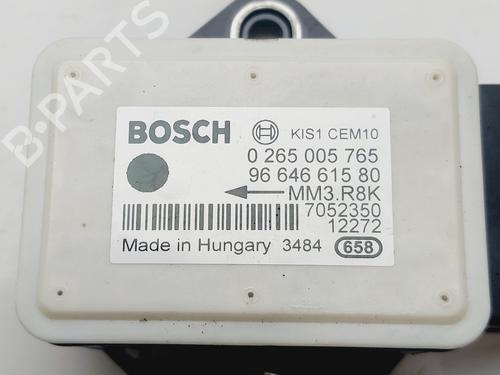 BOSCH KIS1 CEM10
0 265 005 765
96 646 615 80
MM3.R8K
7052350
12272
Made in Hungary 3484 658
B-PARTS